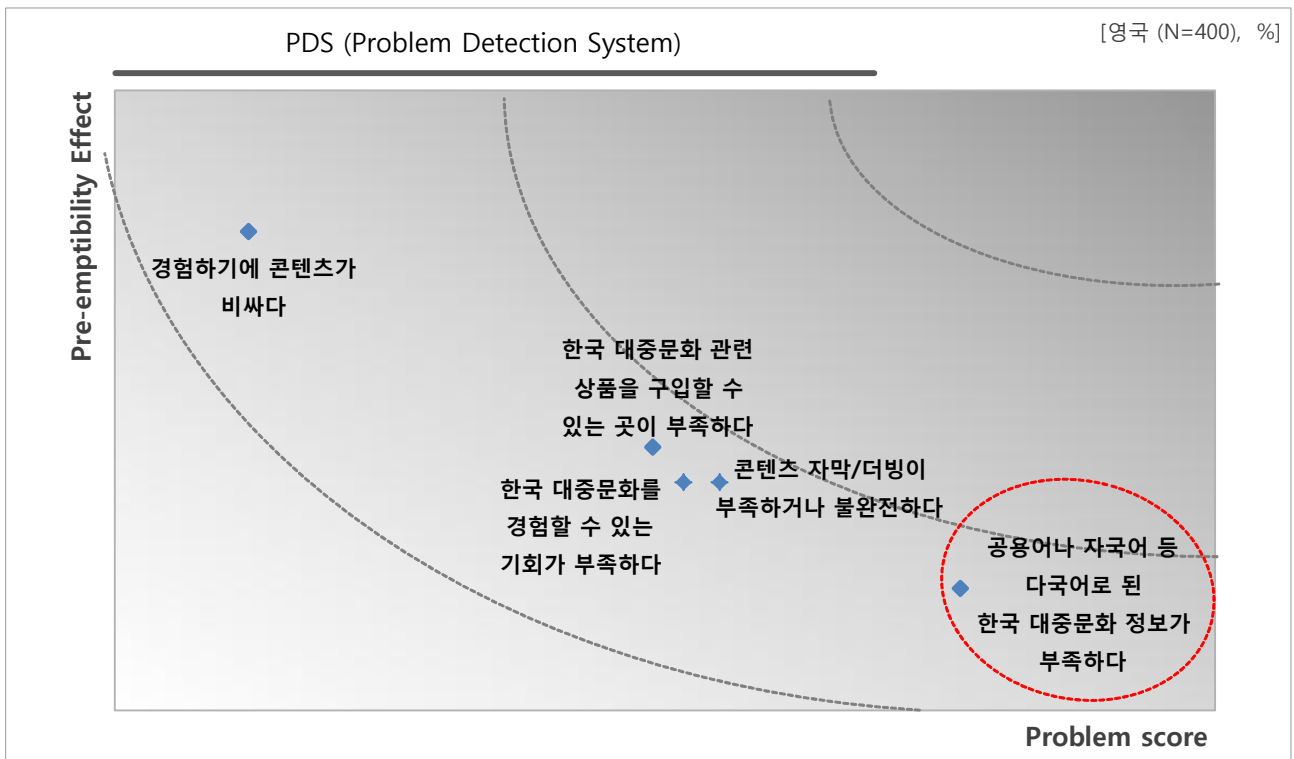 PDS (Problem Detection System)
[영국 (N=400), %]
Pre-emptibility Effect
경험하기에 콘텐츠가
비싸다
한국 대중문화 관련
상품을 구입할 수
있는 곳이 부족하다
한국 대중문화를
경험할 수 있는
기회가 부족하다
콘텐츠 자막/더빙이
부족하거나 불완전하다
공용어나 자국어 등
다국어로 된
한국 대중문화 정보가
부족하다
Problem score